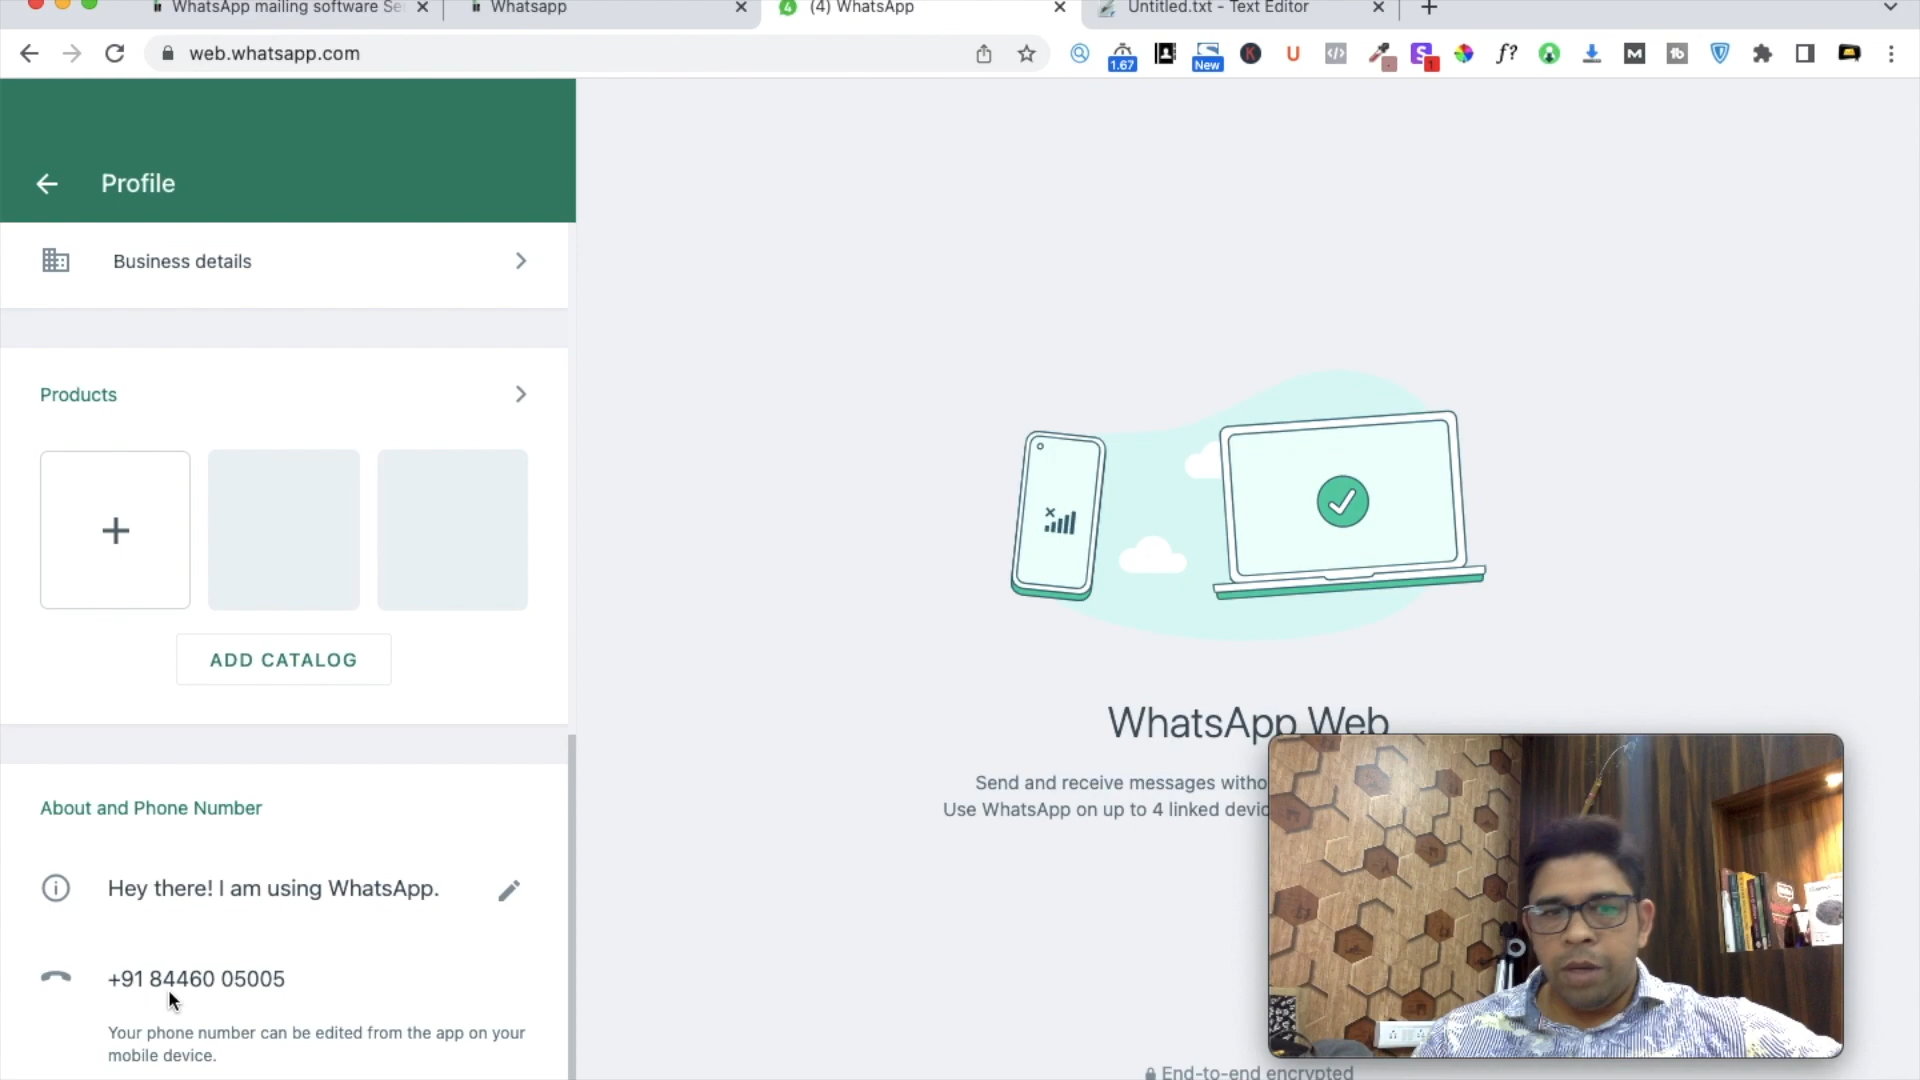 WhatsApp mailing software Se
Whatsapp
4
(4) WhatsApp
Untitled.txt - Text Editor
web.whatsapp.com
1.67
New
K
U
</>
S
1
f?
M
Profile
Business details
Products
+
ADD CATALOG
About and Phone Number
Hey there! I am using WhatsApp.
+91 84460 05005
Your phone number can be edited from the app on your
mobile device.
WhatsApp Web
Send and receive messages witho
Use WhatsApp on up to 4 linked devic
End-to-end encrypted